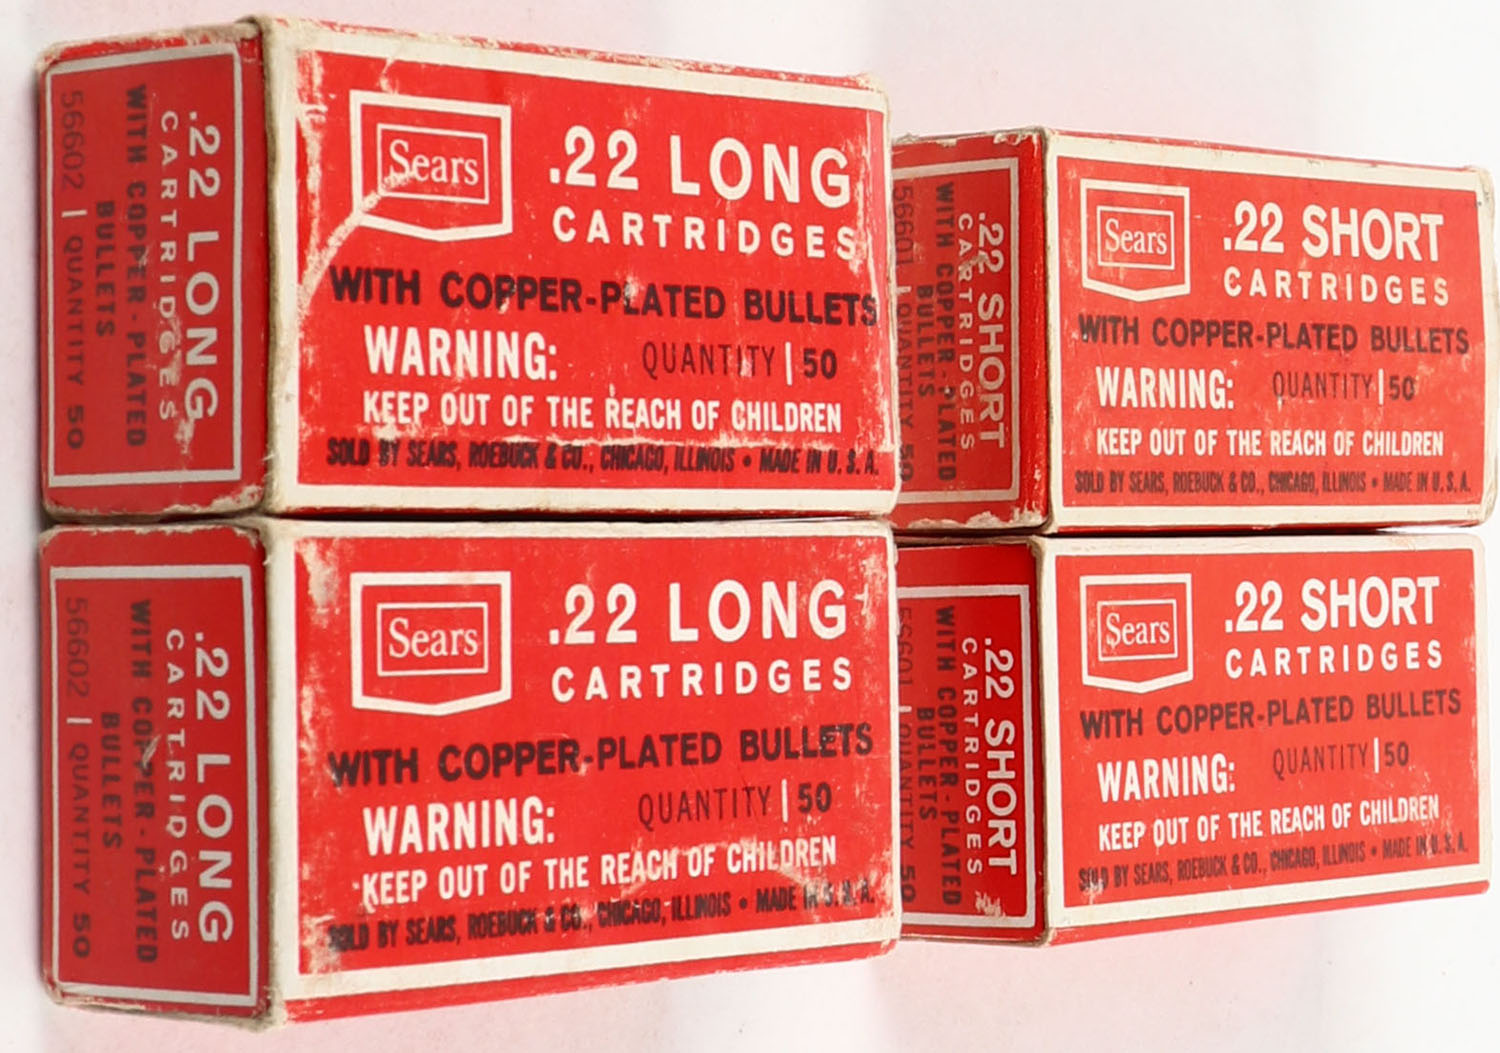 .22 LONG
CARTRIDGES
WITH COPPER-PLATED
BULLETS
56602 | QUANTITY 50
Sears
.22 LONG
CARTRIDGES
WITH COPPER-PLATED BULLETS
WARNING: QUANTITY | 50
KEEP OUT OF THE REACH OF CHILDREN
SOLD BY SEARS, ROEBUCK & CO., CHICAGO, ILLINOIS • MADE IN U.S.A.
.22 SHORT
CARTRIDGES
WITH COPPER-PLATED
BULLETS
56601 | QUANTITY 50
Sears
.22 SHORT
CARTRIDGES
WITH COPPER-PLATED BULLETS
WARNING: QUANTITY | 50
KEEP OUT OF THE REACH OF CHILDREN
SOLD BY SEARS, ROEBUCK & CO., CHICAGO, ILLINOIS • MADE IN U.S.A.
.22 LONG
CARTRIDGES
WITH COPPER-PLATED
BULLETS
56602 | QUANTITY 50
Sears
.22 LONG
CARTRIDGES
WITH COPPER-PLATED BULLETS
WARNING: QUANTITY | 50
KEEP OUT OF THE REACH OF CHILDREN
SOLD BY SEARS, ROEBUCK & CO., CHICAGO, ILLINOIS • MADE IN U.S.A.
.22 SHORT
CARTRIDGES
WITH COPPER-PLATED
BULLETS
56601 | QUANTITY 50
Sears
.22 SHORT
CARTRIDGES
WITH COPPER-PLATED BULLETS
WARNING: QUANTITY | 50
KEEP OUT OF THE REACH OF CHILDREN
SOLD BY SEARS, ROEBUCK & CO., CHICAGO, ILLINOIS • MADE IN U.S.A.